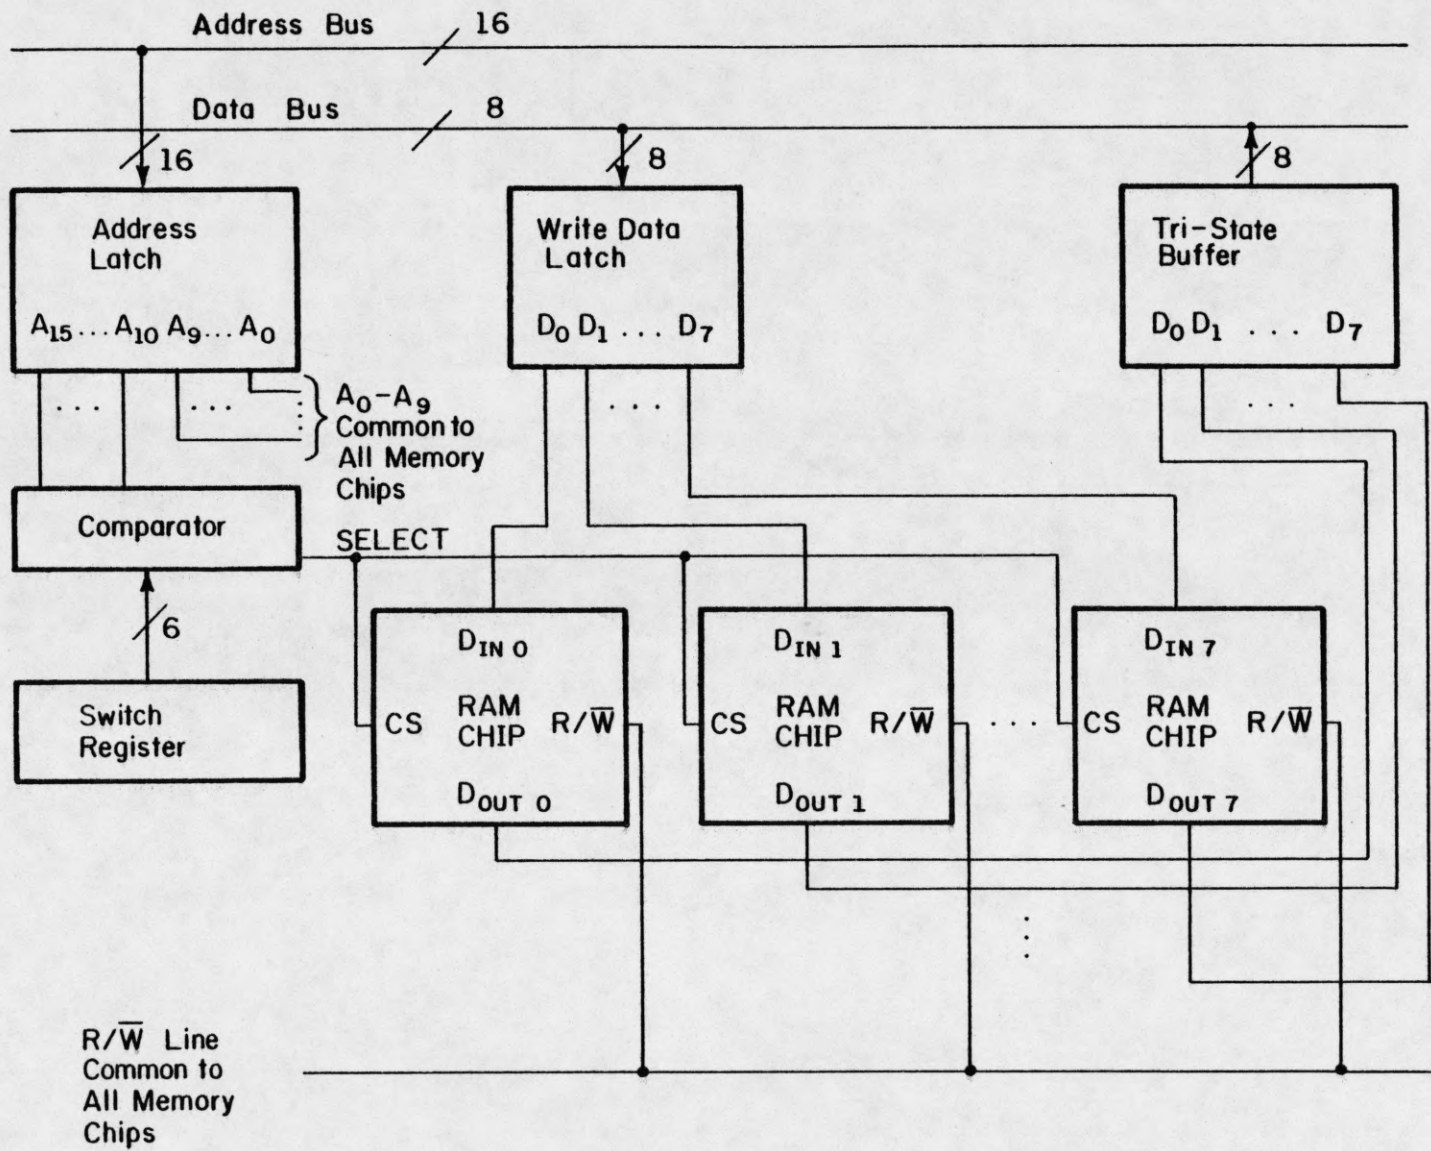 Address Bus 16
Data Bus 8
16
8
8
Address
Latch
A15 ... A10 A9 ... A0
Write Data
Latch
D0 D1 .... D7
Tri-State
Buffer
D0 D1 .... D7
A0-A9
Common to
All Memory
Chips
Comparator
SELECT
6
Switch
Register
DIN 0
CS RAM R/W̅
CHIP
DOUT 0
DIN 1
CS RAM R/W̅
CHIP
DOUT 1
DIN 7
CS RAM R/W̅
CHIP
DOUT 7
R/W̅ Line
Common to
All Memory
Chips